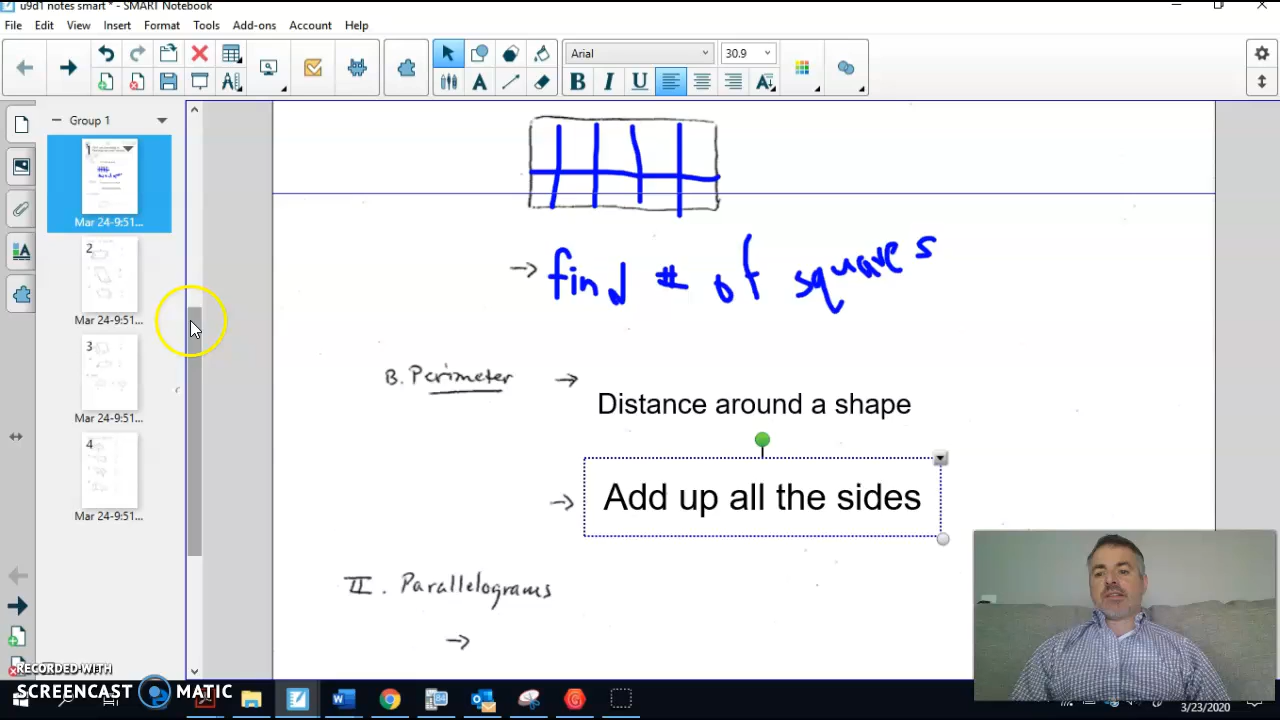 u9d1 notes smart * - SMART Notebook
File Edit View Insert Format Tools Add-ons Account Help
Arial 30.9
B I U A
Group 1
Mar 24-9:51...
2
Mar 24-9:51...
3
Mar 24-9:51...
4
Mar 24-9:51...
→ find # of squares
B. Perimeter →
Distance around a shape
→ Add up all the sides
II. Parallelograms
→
RECORDED WITH
SCREENCAST MATIC
3/23/2020